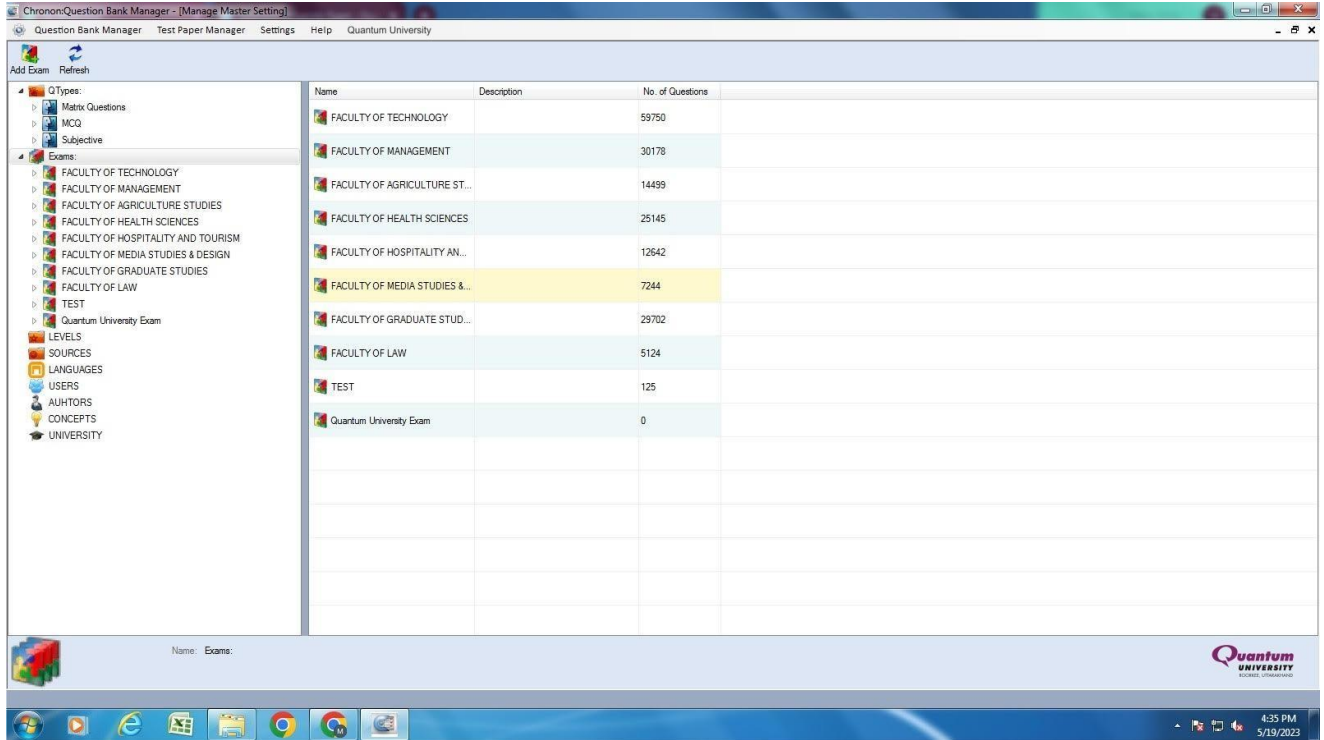 Chronon:Question Bank Manager - [Manage Master Setting]
Question Bank Manager Test Paper Manager Settings Help Quantum University
Add Exam Refresh
QTypes:
Matrix Questions
MCQ
Subjective
Exams:
FACULTY OF TECHNOLOGY
FACULTY OF MANAGEMENT
FACULTY OF AGRICULTURE STUDIES
FACULTY OF HEALTH SCIENCES
FACULTY OF HOSPITALITY AND TOURISM
FACULTY OF MEDIA STUDIES & DESIGN
FACULTY OF GRADUATE STUDIES
FACULTY OF LAW
TEST
Quantum University Exam
LEVELS
SOURCES
LANGUAGES
USERS
AUHTORS
CONCEPTS
UNIVERSITY
Name Description No. of Questions
FACULTY OF TECHNOLOGY 59750
FACULTY OF MANAGEMENT 30178
FACULTY OF AGRICULTURE ST... 14499
FACULTY OF HEALTH SCIENCES 25145
FACULTY OF HOSPITALITY AN... 12642
FACULTY OF MEDIA STUDIES &... 7244
FACULTY OF GRADUATE STUD... 29702
FACULTY OF LAW 5124
TEST 125
Quantum University Exam 0
Name: Exams:
Quantum
UNIVERSITY
ROORKEE, UTTARAKHAND
4:35 PM
5/19/2023